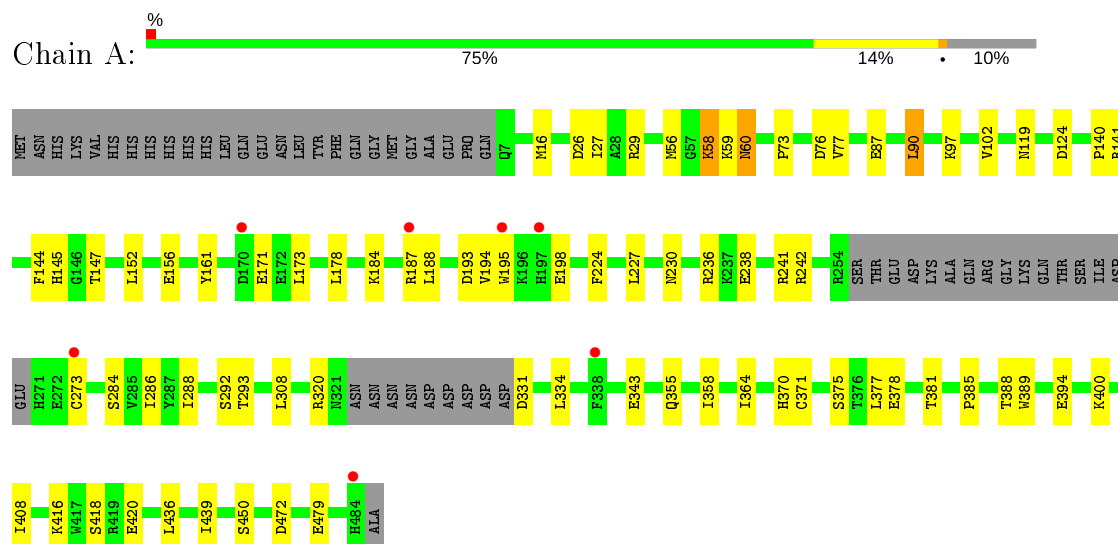 %
Chain A:
75% 14% • 10%
MET ASN HIS LYS VAL HIS HIS HIS HIS HIS HIS LEU GLN GLU ASN LEU TYR PHE GLN GLY MET GLY ALA GLU PRO GLN Q7 M16 D26 I27 A28 R29 M56 G57 K58 K59 N60 P73 D76 V77 E87 L90 K97 V102 N119 D124 P140
F144 H145 G146 T147 L152 E156 Y161 D170 E171 E172 L173 L178 K184 R187 L188 D193 V194 W195 K196 H197 E198 F224 L227 N230 R236 K237 E238 R241 R242 R254 SER THR GLU ASP LYS ALA GLN ARG GLY LYS GLN THR SER ILE ASP
GLU H271 E272 C273 S284 V285 I286 Y287 I288 S292 T293 L308 R320 N321 ASN ASN ASN ASN ASP ASP ASP ASP ASP D331 L334 F338 E343 Q355 I358 I364 H370 C371 S375 T376 L377 E378 T381 P385 T388 W389 E394 K400
I408 K416 W417 S418 R419 E420 L436 I439 S450 D472 E479 H484 ALA